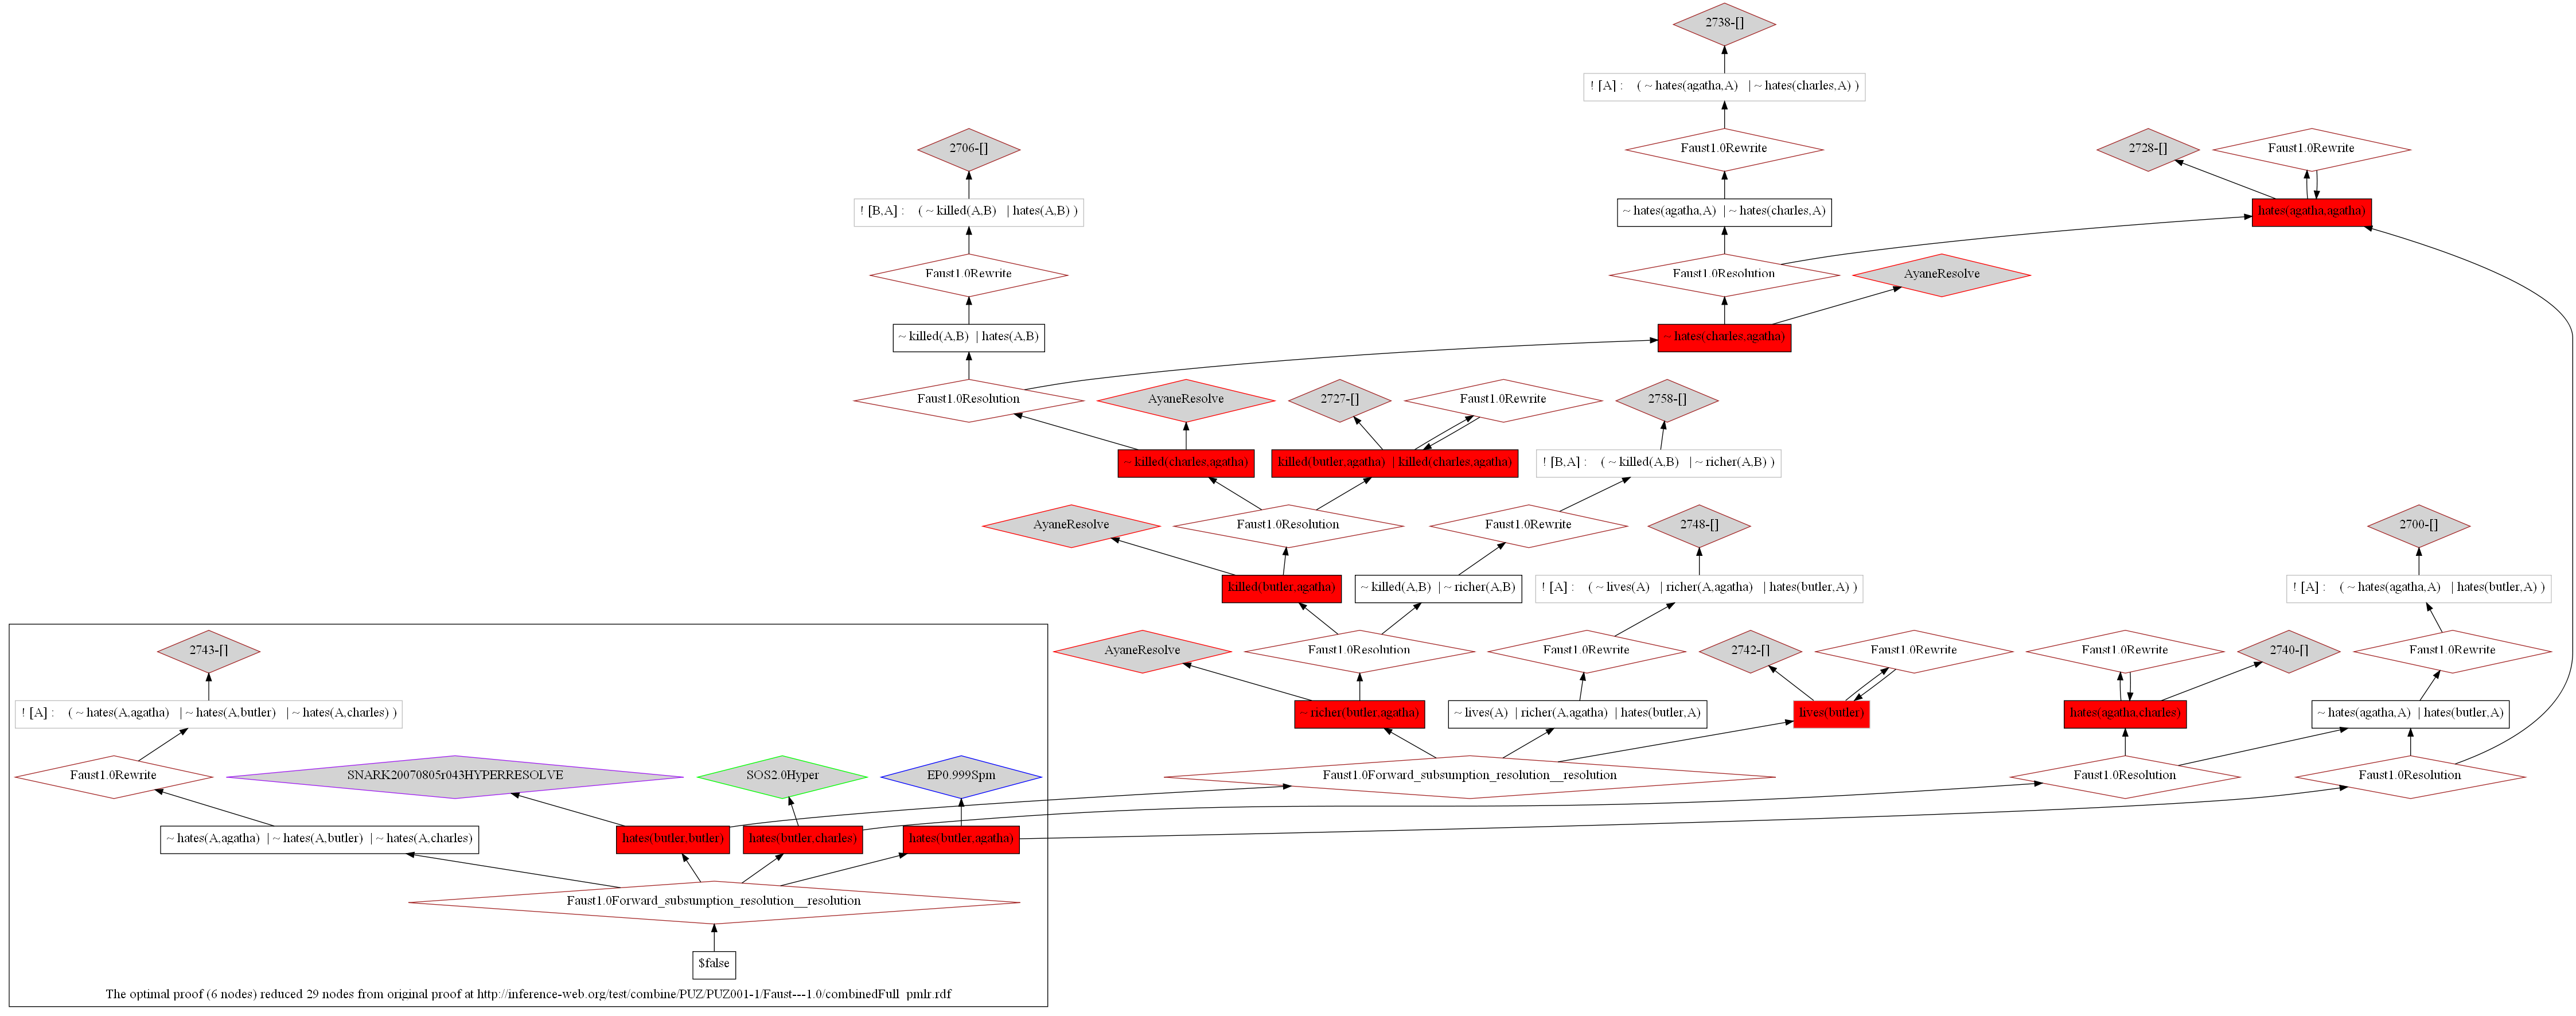 2738-[]
! [A] : ( ~ hates(agatha,A) | ~ hates(charles,A) )
2706-[]
Faust1.0Rewrite
2728-[]
Faust1.0Rewrite
! [B,A] : ( ~ killed(A,B) | hates(A,B) )
~ hates(agatha,A) | ~ hates(charles,A)
hates(agatha,agatha)
Faust1.0Rewrite
Faust1.0Resolution
AyaneResolve
~ killed(A,B) | hates(A,B)
~ hates(charles,agatha)
Faust1.0Resolution
AyaneResolve
2727-[]
Faust1.0Rewrite
2758-[]
~ killed(charles,agatha)
killed(butler,agatha) | killed(charles,agatha)
! [B,A] : ( ~ killed(A,B) | ~ richer(A,B) )
AyaneResolve
Faust1.0Resolution
Faust1.0Rewrite
2748-[]
2700-[]
killed(butler,agatha)
~ killed(A,B) | ~ richer(A,B)
! [A] : ( ~ lives(A) | richer(A,agatha) | hates(butler,A) )
! [A] : ( ~ hates(agatha,A) | hates(butler,A) )
2743-[]
AyaneResolve
Faust1.0Resolution
Faust1.0Rewrite
2742-[]
Faust1.0Rewrite
Faust1.0Rewrite
2740-[]
Faust1.0Rewrite
! [A] : ( ~ hates(A,agatha) | ~ hates(A,butler) | ~ hates(A,charles) )
~ richer(butler,agatha)
~ lives(A) | richer(A,agatha) | hates(butler,A)
lives(butler)
hates(agatha,charles)
~ hates(agatha,A) | hates(butler,A)
Faust1.0Rewrite
SNARK20070805r043HYPERRESOLVE
SOS2.0Hyper
EP0.999Spm
Faust1.0Forward_subsumption_resolution__resolution
Faust1.0Resolution
Faust1.0Resolution
~ hates(A,agatha) | ~ hates(A,butler) | ~ hates(A,charles)
hates(butler,butler)
hates(butler,charles)
hates(butler,agatha)
Faust1.0Forward_subsumption_resolution__resolution
$false
The optimal proof (6 nodes) reduced 29 nodes from original proof at http://inference-web.org/test/combine/PUZ/PUZ001-1/Faust---1.0/combinedFull_pmlr.rdf